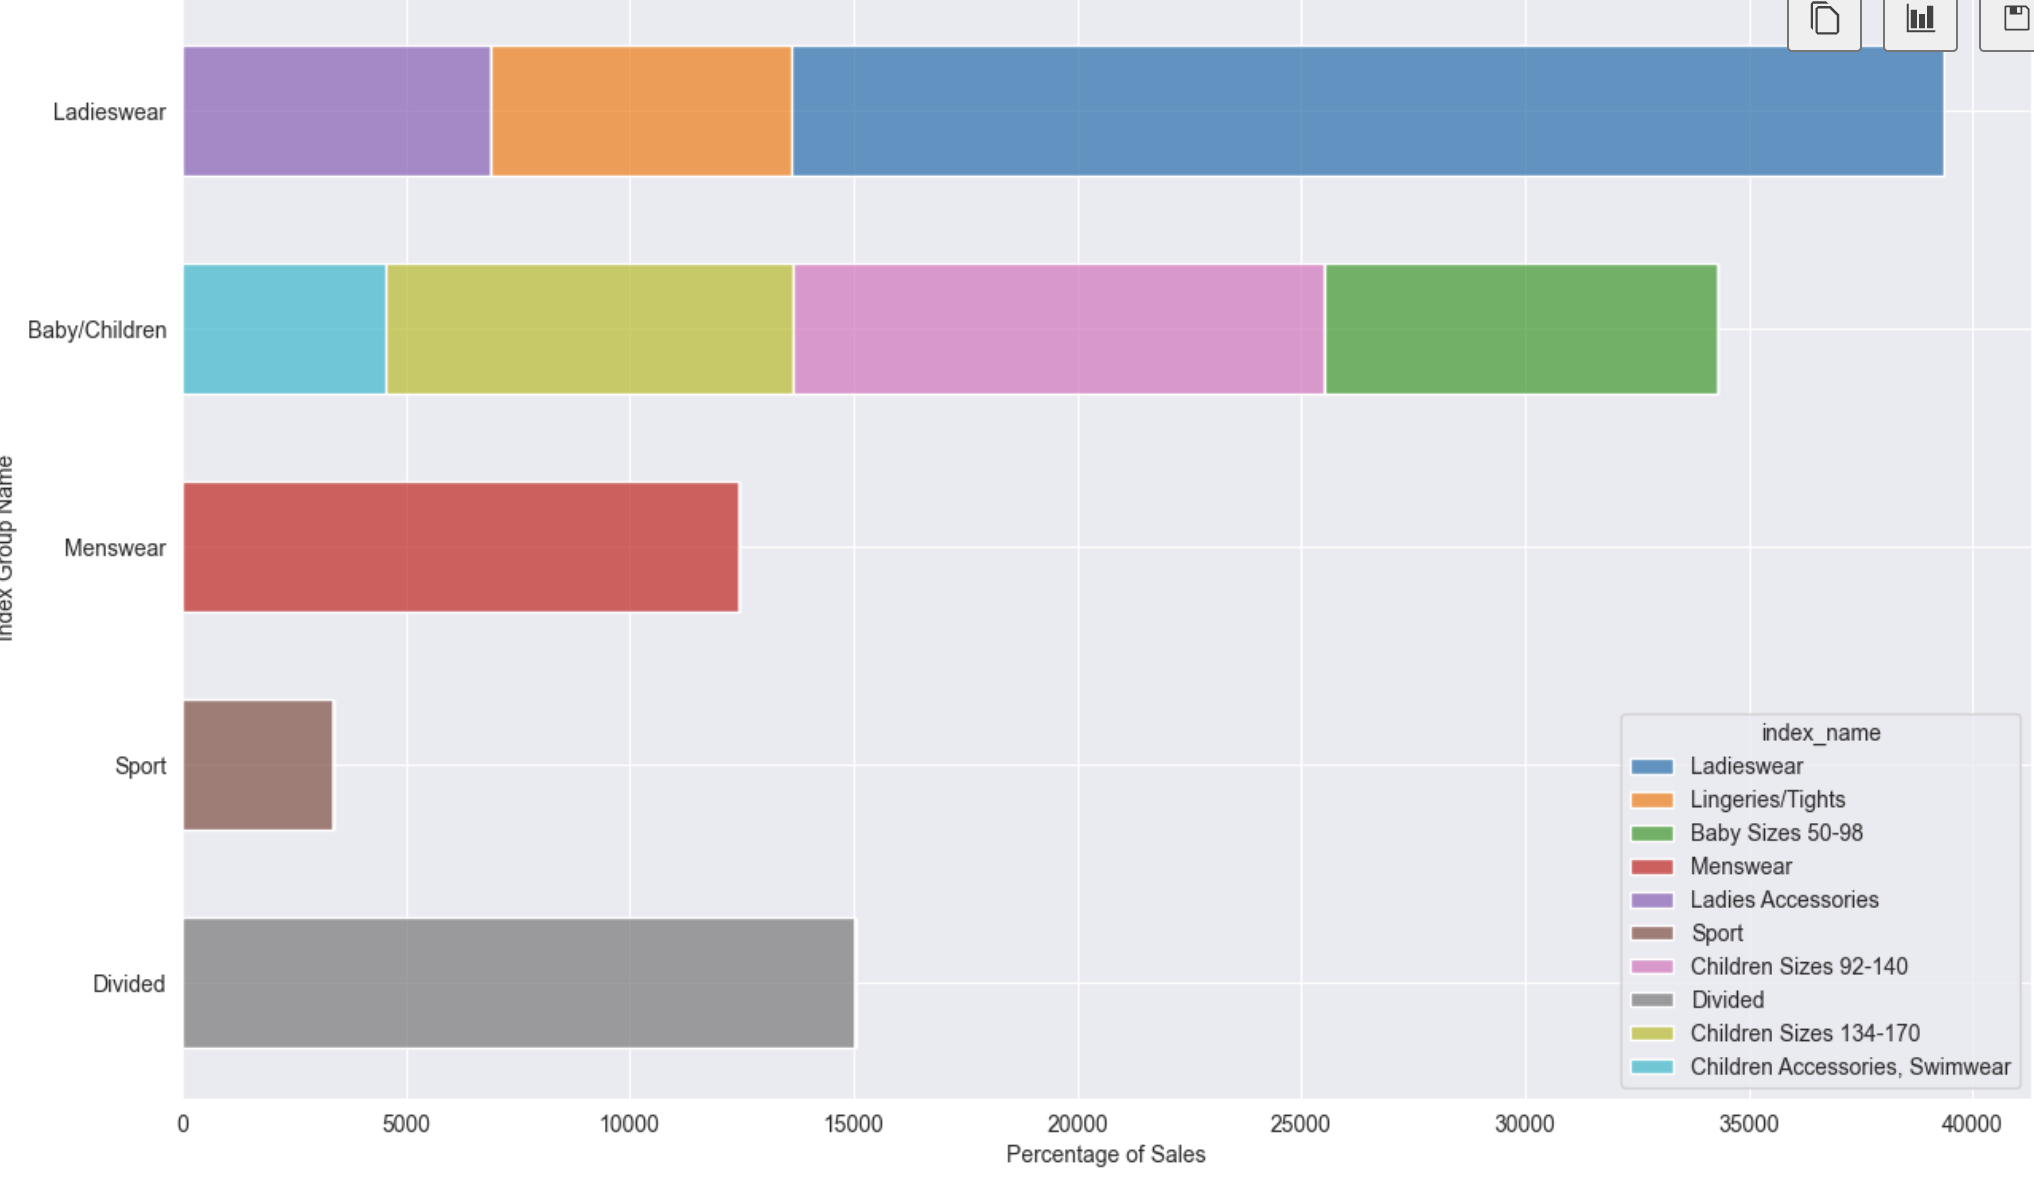 Ladieswear
Baby/Children
Menswear
Sport
Divided
Index Group Name
0 5000 10000 15000 20000 25000 30000 35000 40000
Percentage of Sales
index_name
Ladieswear
Lingeries/Tights
Baby Sizes 50-98
Menswear
Ladies Accessories
Sport
Children Sizes 92-140
Divided
Children Sizes 134-170
Children Accessories, Swimwear